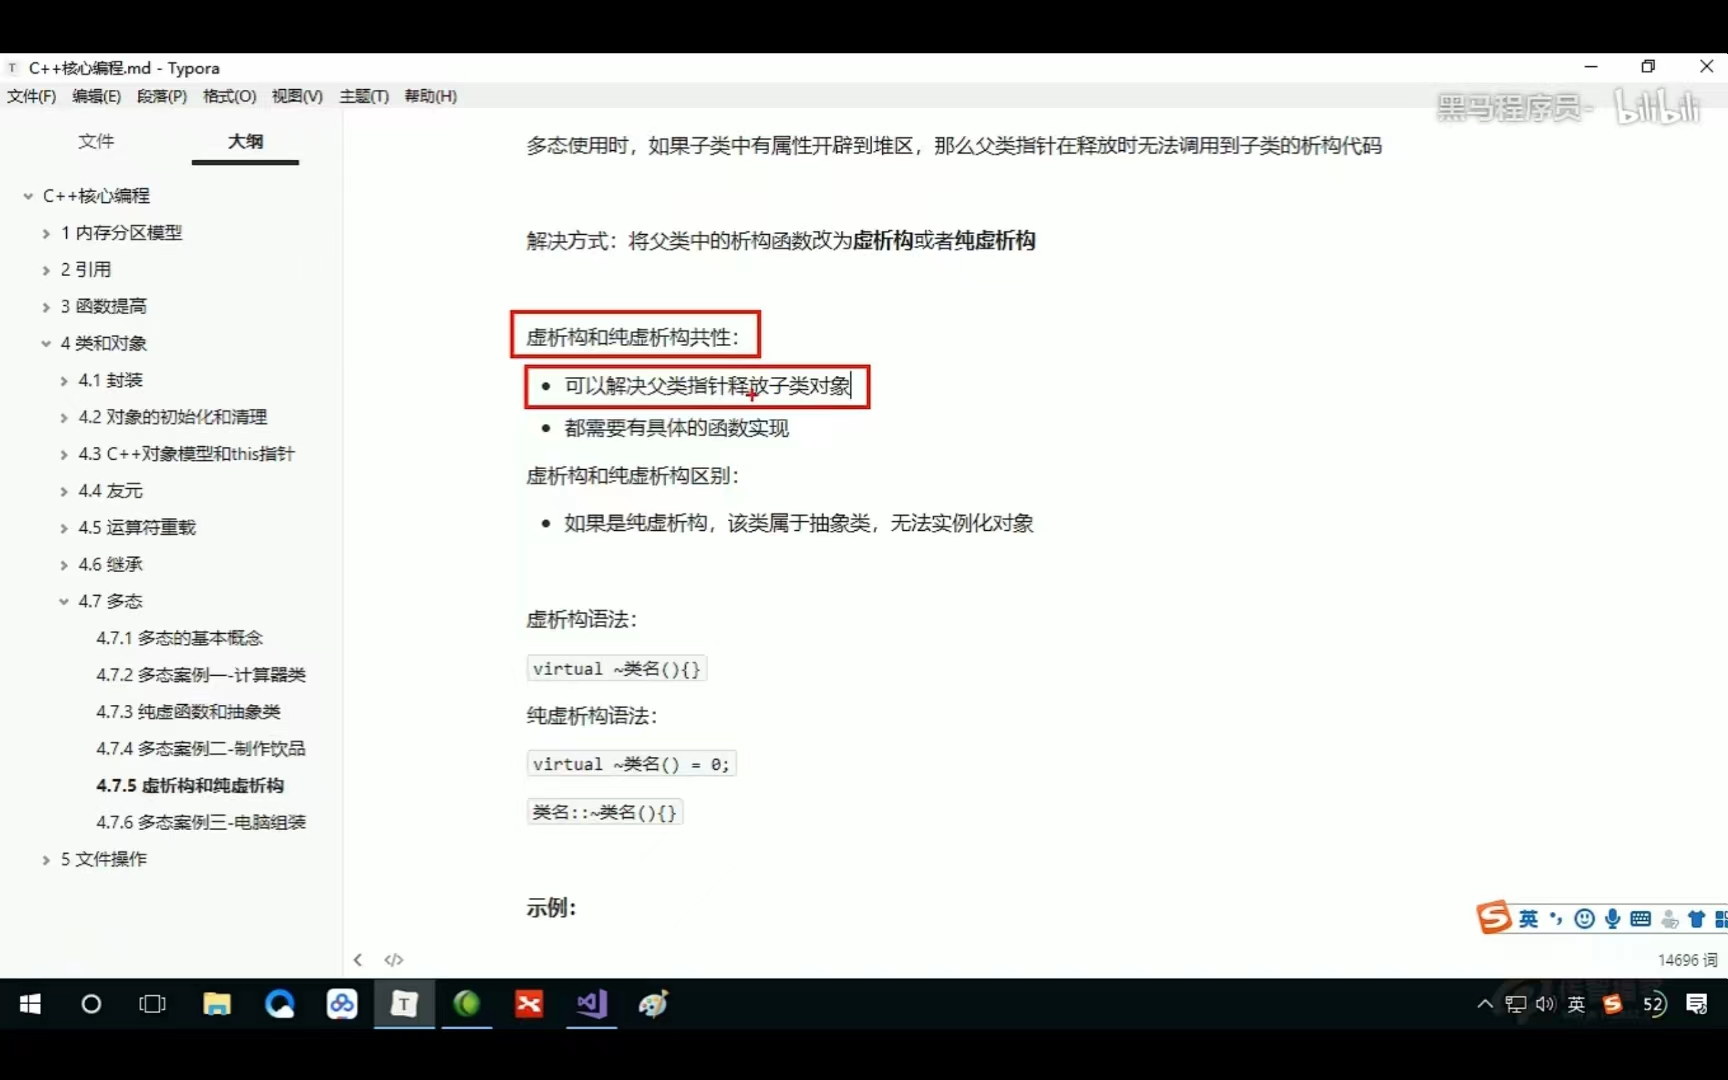 C++核心编程.md - Typora
文件(F) 编辑(E) 段落(P) 格式(O) 视图(V) 主题(T) 帮助(H)
黑马程序员- bilibili
文件 大纲
C++核心编程
1 内存分区模型
2 引用
3 函数提高
4 类和对象
4.1 封装
4.2 对象的初始化和清理
4.3 C++对象模型和this指针
4.4 友元
4.5 运算符重载
4.6 继承
4.7 多态
4.7.1 多态的基本概念
4.7.2 多态案例一-计算器类
4.7.3 纯虚函数和抽象类
4.7.4 多态案例二-制作饮品
4.7.5 虚析构和纯虚析构
4.7.6 多态案例三-电脑组装
5 文件操作
多态使用时，如果子类中有属性开辟到堆区，那么父类指针在释放时无法调用到子类的析构代码
解决方式：将父类中的析构函数改为虚析构或者纯虚析构
虚析构和纯虚析构共性：
• 可以解决父类指针释放子类对象
• 都需要有具体的函数实现
虚析构和纯虚析构区别：
• 如果是纯虚析构，该类属于抽象类，无法实例化对象
虚析构语法：
virtual ~类名(){}
纯虚析构语法：
virtual ~类名() = 0;
类名::~类名(){}
示例：
英
14696 词
英 52